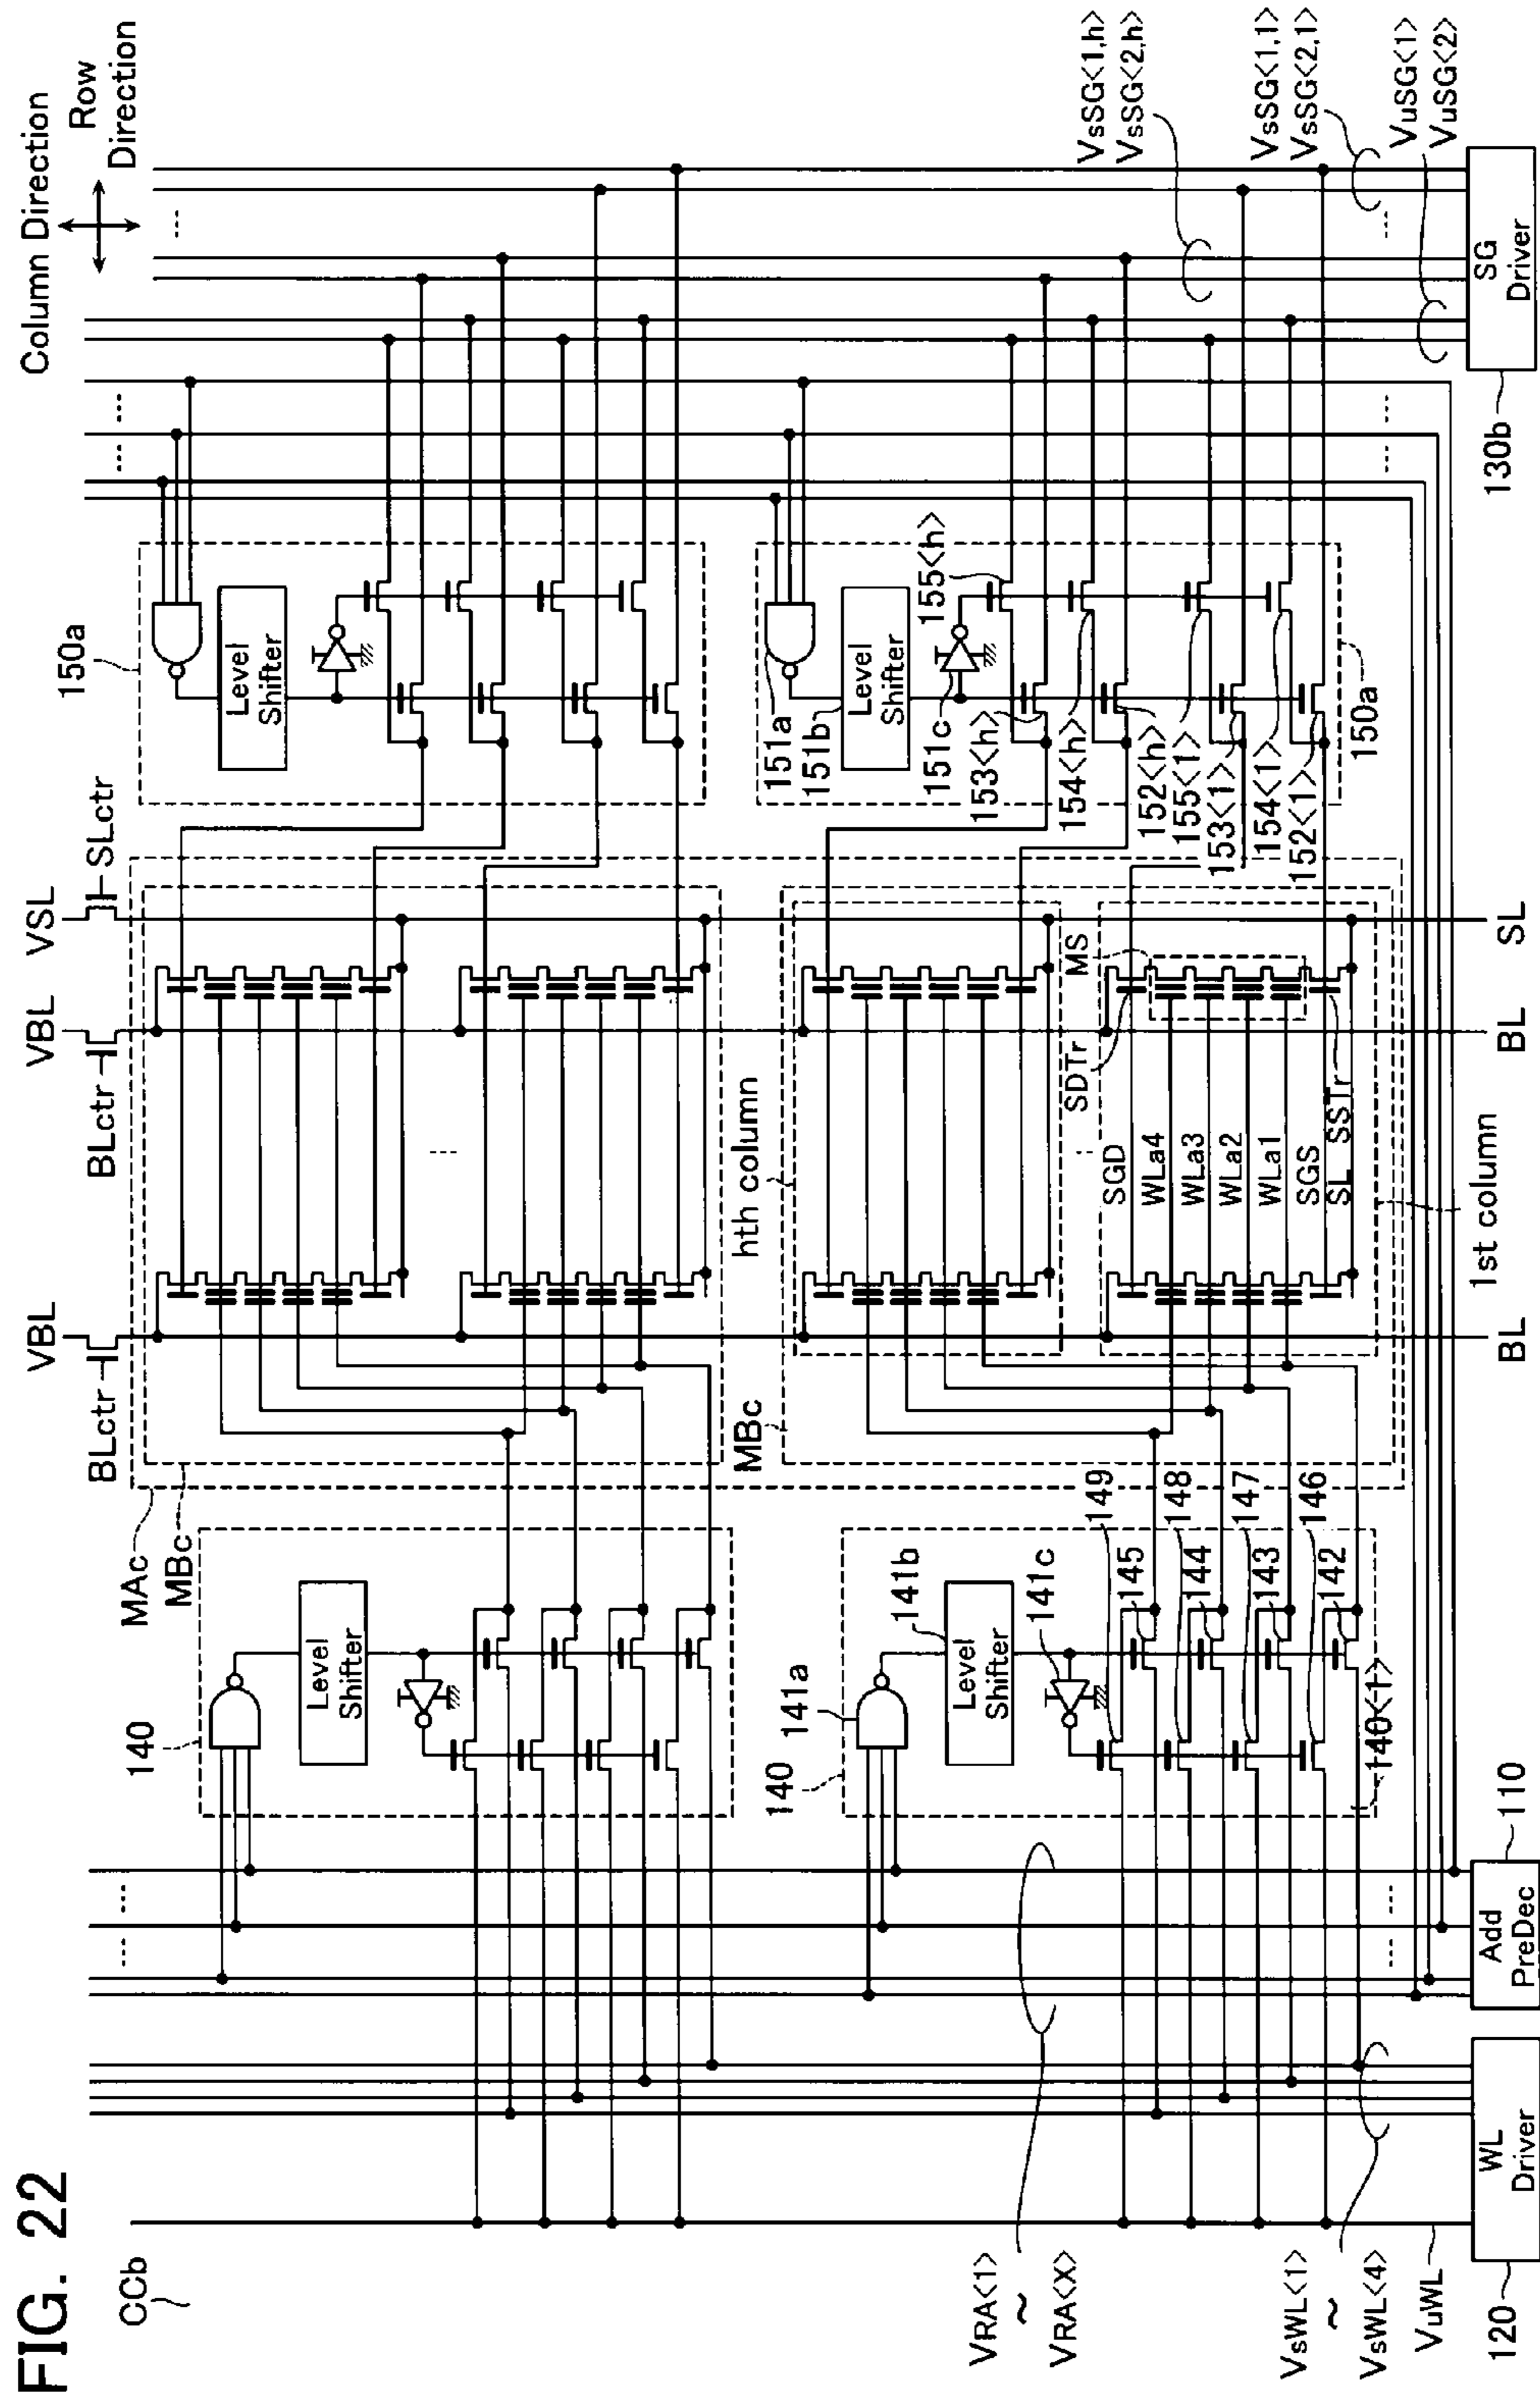 FIG. 22
CCb
Column Direction
Row
Direction
BLctr
VBL
BLctr
VBL
VSL
SLctr
MAc
MBc
140
Level
Shifter
150a
Level
Shifter
hth column
MBc
140
141a
141b
Level
Shifter
141c
149
145
148
144
147
143
146
142
140<1>
SGD
WLa4
WLa3
WLa2
WLa1
SGS
SL
SDTr
MS
SSTr
1st column
151a
151b
Level
Shifter
151c
155<h>
153<h>
154<h>
152<h>
155<1>
153<1>
154<1>
152<1>
150a
VsSG<1,h>
VsSG<2,h>
VsSG<1,1>
VsSG<2,1>
VuSG<1>
VuSG<2>
VRA<1>
~
VRA<X>
VsWL<1>
~
VsWL<4>
VuWL
120
WL
Driver
Add
PreDec
110
BL
BL
SL
130b
SG
Driver